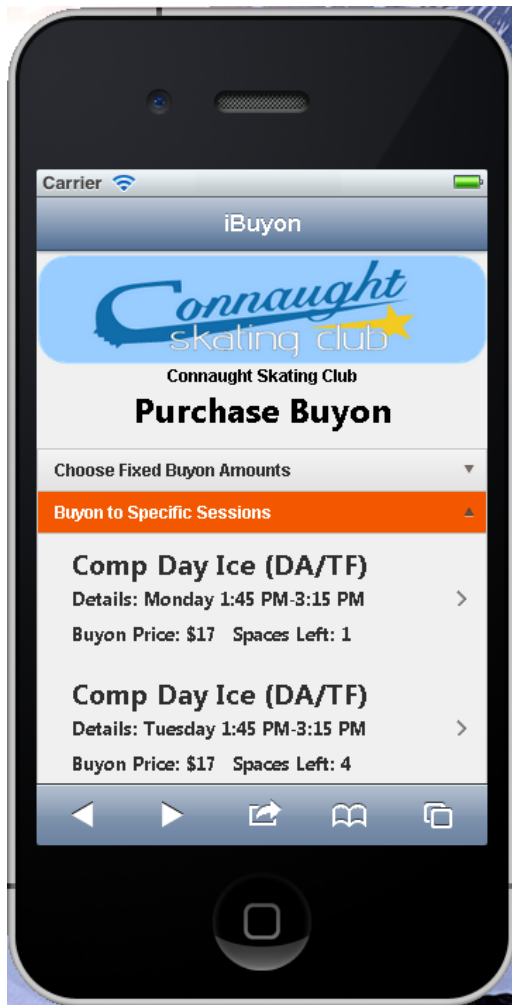 Carrier
iBuyon
Connaught
skating club
Connaught Skating Club
Purchase Buyon
Choose Fixed Buyon Amounts
Buyon to Specific Sessions
Comp Day Ice (DA/TF)
Details: Monday 1:45 PM-3:15 PM
Buyon Price: $17 Spaces Left: 1
Comp Day Ice (DA/TF)
Details: Tuesday 1:45 PM-3:15 PM
Buyon Price: $17 Spaces Left: 4